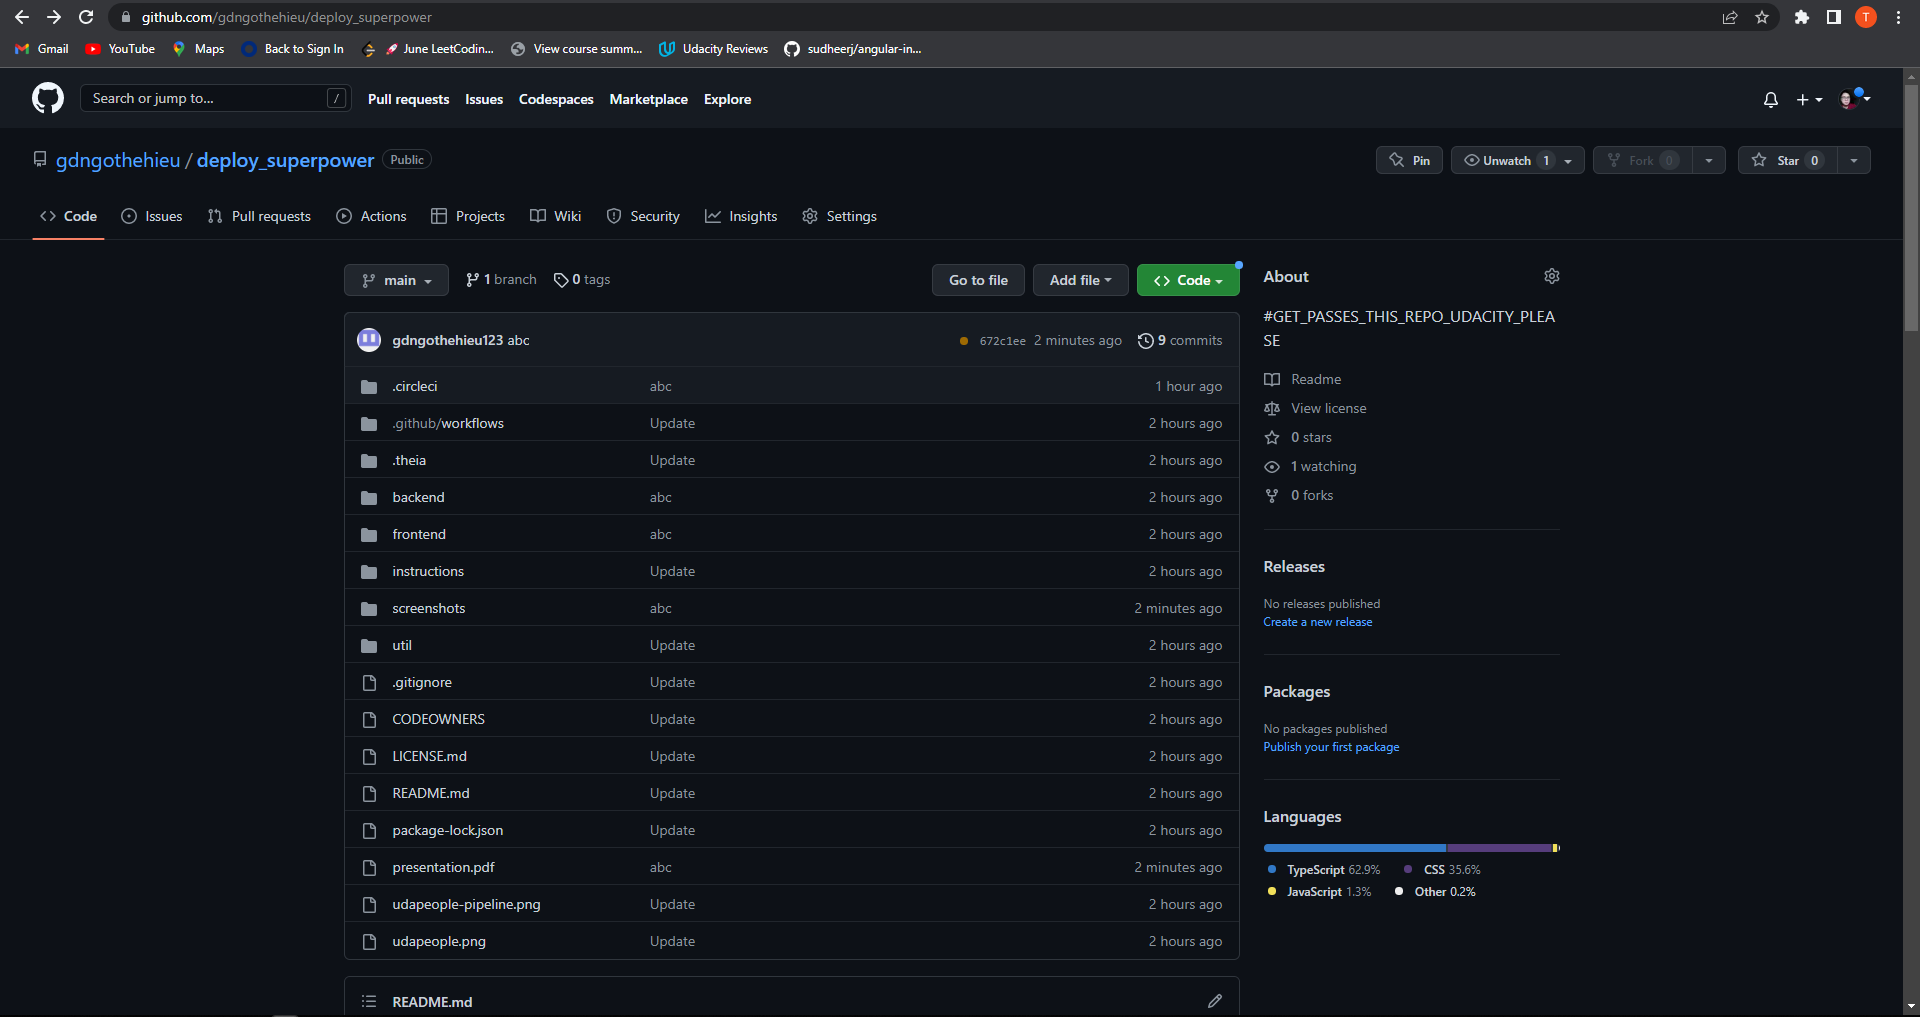 github.com/gdngothehieu/deploy_superpower
Gmail YouTube Maps Back to Sign In June LeetCodin... View course summ... Udacity Reviews sudheerj/angular-in...
T
Search or jump to... / Pull requests Issues Codespaces Marketplace Explore
gdngothehieu / deploy_superpower Public
Pin Unwatch 1 Fork 0 Star 0
Code Issues Pull requests Actions Projects Wiki Security Insights Settings
main 1 branch 0 tags Go to file Add file Code
gdngothehieu123 abc 672c1ee 2 minutes ago 9 commits
.circleci abc 1 hour ago
.github/workflows Update 2 hours ago
.theia Update 2 hours ago
backend abc 2 hours ago
frontend abc 2 hours ago
instructions Update 2 hours ago
screenshots abc 2 minutes ago
util Update 2 hours ago
.gitignore Update 2 hours ago
CODEOWNERS Update 2 hours ago
LICENSE.md Update 2 hours ago
README.md Update 2 hours ago
package-lock.json Update 2 hours ago
presentation.pdf abc 2 minutes ago
udapeople-pipeline.png Update 2 hours ago
udapeople.png Update 2 hours ago
README.md
About
#GET_PASSES_THIS_REPO_UDACITY_PLEA
SE
Readme
View license
0 stars
1 watching
0 forks
Releases
No releases published
Create a new release
Packages
No packages published
Publish your first package
Languages
TypeScript 62.9% CSS 35.6%
JavaScript 1.3% Other 0.2%